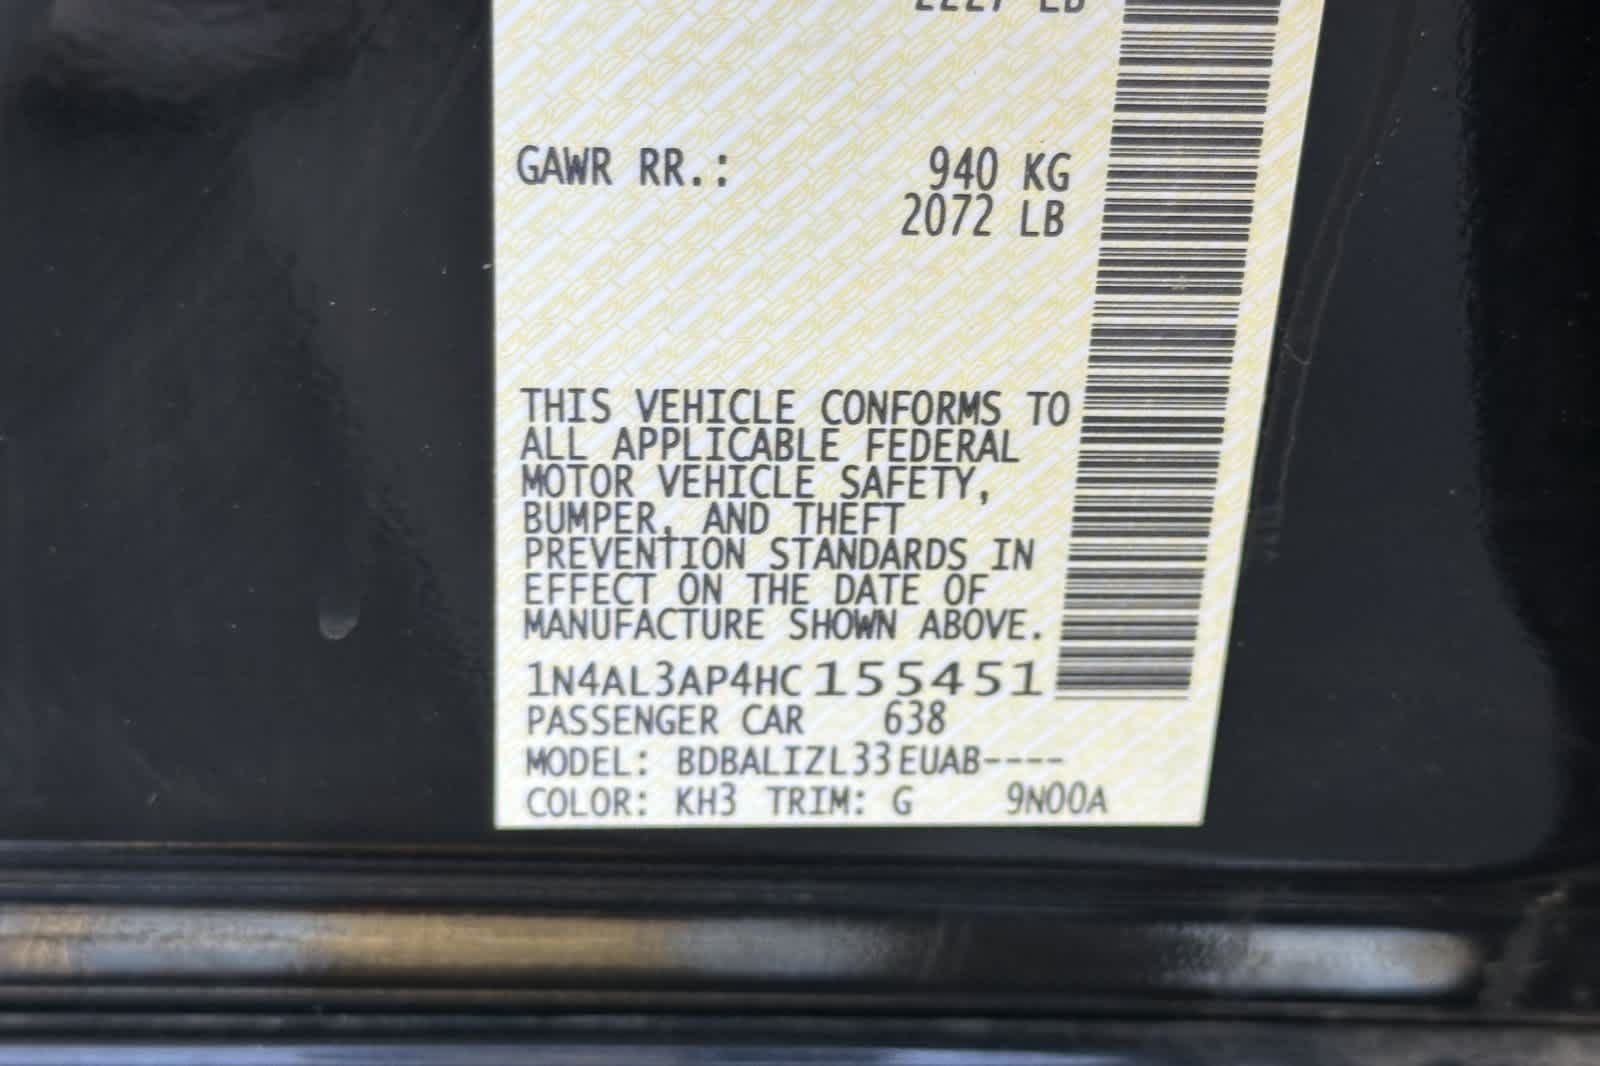 2227 LB
GAWR RR.: 940 KG
2072 LB
THIS VEHICLE CONFORMS TO
ALL APPLICABLE FEDERAL
MOTOR VEHICLE SAFETY,
BUMPER, AND THEFT
PREVENTION STANDARDS IN
EFFECT ON THE DATE OF
MANUFACTURE SHOWN ABOVE.
1N4AL3AP4HC155451
PASSENGER CAR 638
MODEL: BDBALIZL33EUAB----
COLOR: KH3 TRIM: G 9N00A